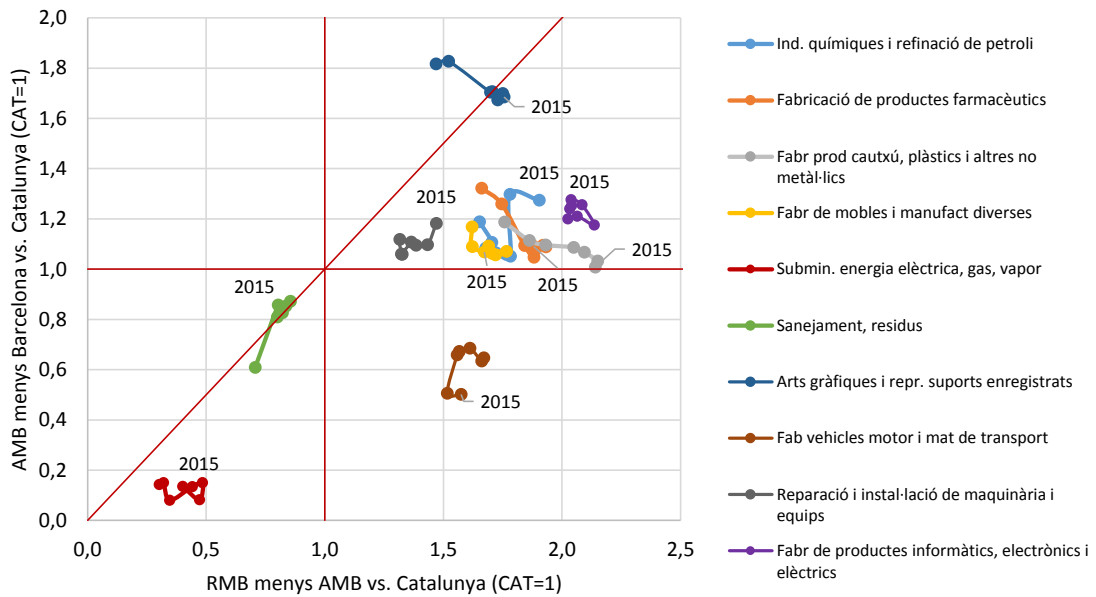 AMB menys Barcelona vs. Catalunya (CAT=1)
2,0
1,8
1,6
1,4
1,2
1,0
0,8
0,6
0,4
0,2
0,0
0,0
0,5
1,0
1,5
2,0
2,5
RMB menys AMB vs. Catalunya (CAT=1)
2015
2015
2015
2015
2015
2015
2015
2015
2015
2015
Ind. químiques i refinació de petroli
Fabricació de productes farmacèutics
Fabr prod cautxú, plàstics i altres no
metàl·lics
Fabr de mobles i manufact diverses
Submin. energia elèctrica, gas, vapor
Sanejament, residus
Arts gràfiques i repr. suports enregistrats
Fab vehicles motor i mat de transport
Reparació i instal·lació de maquinària i
equips
Fabr de productes informàtics, electrònics i
elèctrics